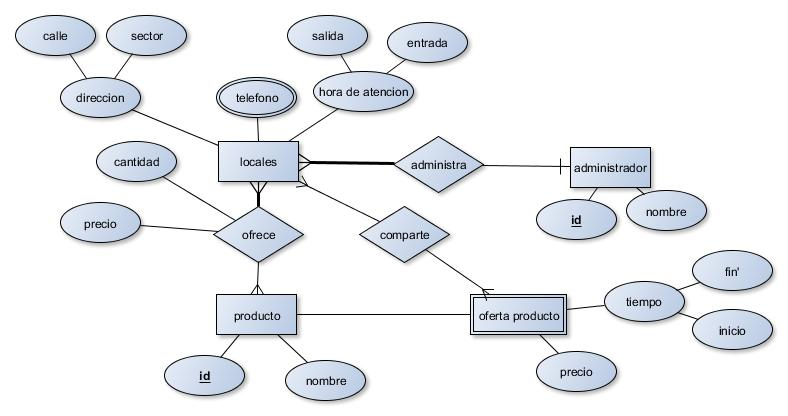 calle
sector
salida
entrada
direccion
telefono
hora de atencion
cantidad
locales
administra
administrador
precio
ofrece
comparte
id
nombre
fin'
tiempo
producto
oferta producto
inicio
id
nombre
precio